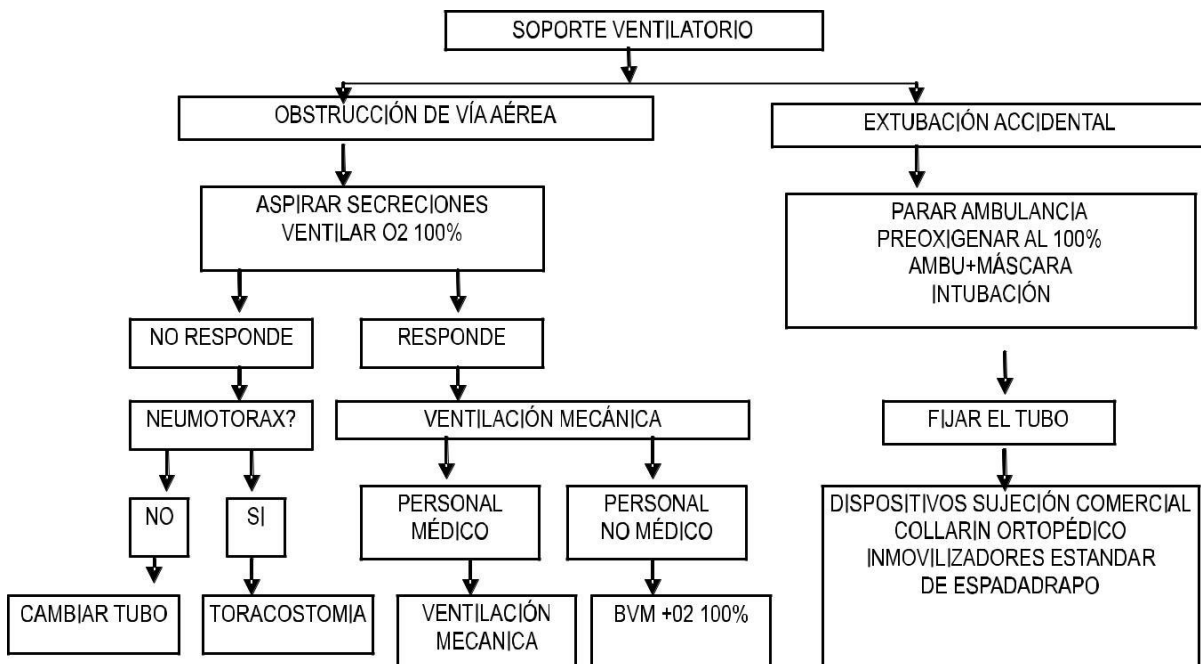 SOPORTE VENTILATORIO
OBSTRUCCIÓN DE VÍA AÉREA
EXTUBACIÓN ACCIDENTAL
ASPIRAR SECRECIONES
VENTILAR O2 100%
PARAR AMBULANCIA
PREOXIGENAR AL 100%
AMBU+MÁSCARA
INTUBACIÓN
NO RESPONDE
RESPONDE
NEUMOTORAX?
VENTILACIÓN MECÁNICA
FIJAR EL TUBO
NO
SI
PERSONAL
MÉDICO
PERSONAL
NO MÉDICO
DISPOSITIVOS SUJECIÓN COMERCIAL
COLLARIN ORTOPÉDICO
INMOVILIZADORES ESTANDAR
DE ESPADADRAPO
CAMBIAR TUBO
TORACOSTOMIA
VENTILACIÓN
MECANICA
BVM +02 100%